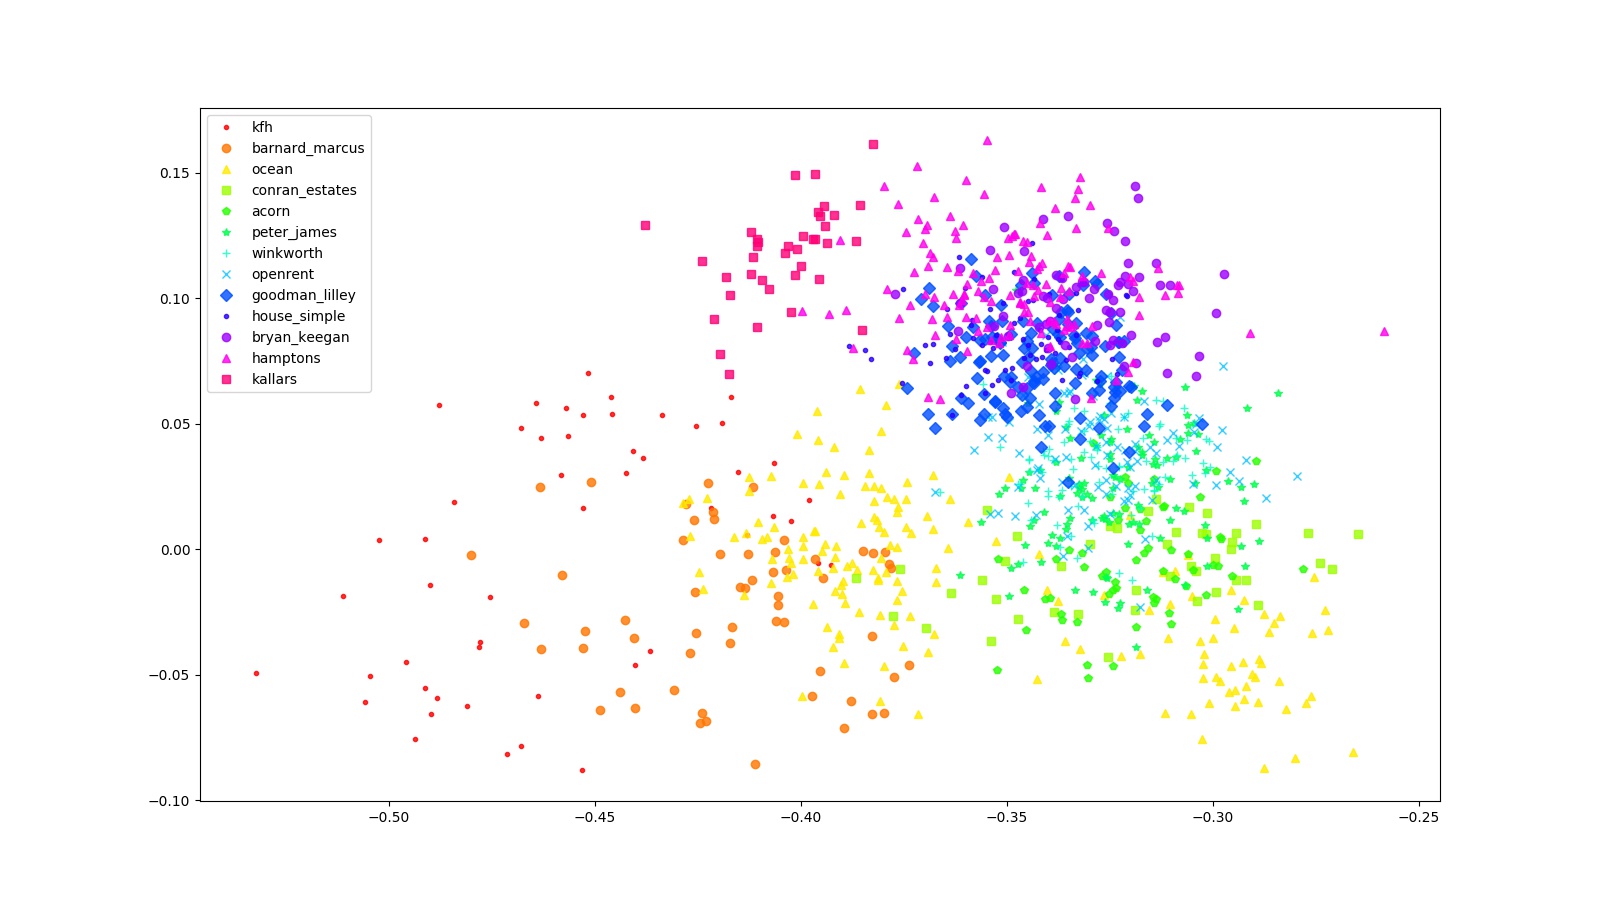 kfh
barnard_marcus
ocean
conran_estates
acorn
peter_james
winkworth
openrent
goodman_lilley
house_simple
bryan_keegan
hamptons
kallars
0.15
0.10
0.05
0.00
−0.05
−0.10
−0.50 −0.45 −0.40 −0.35 −0.30 −0.25